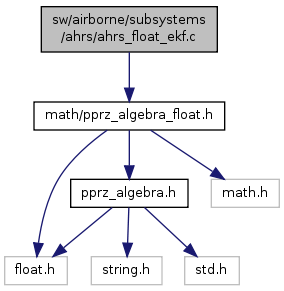 sw/airborne/subsystems
/ahrs/ahrs_float_ekf.c
math/pprz_algebra_float.h
pprz_algebra.h
math.h
float.h
string.h
std.h